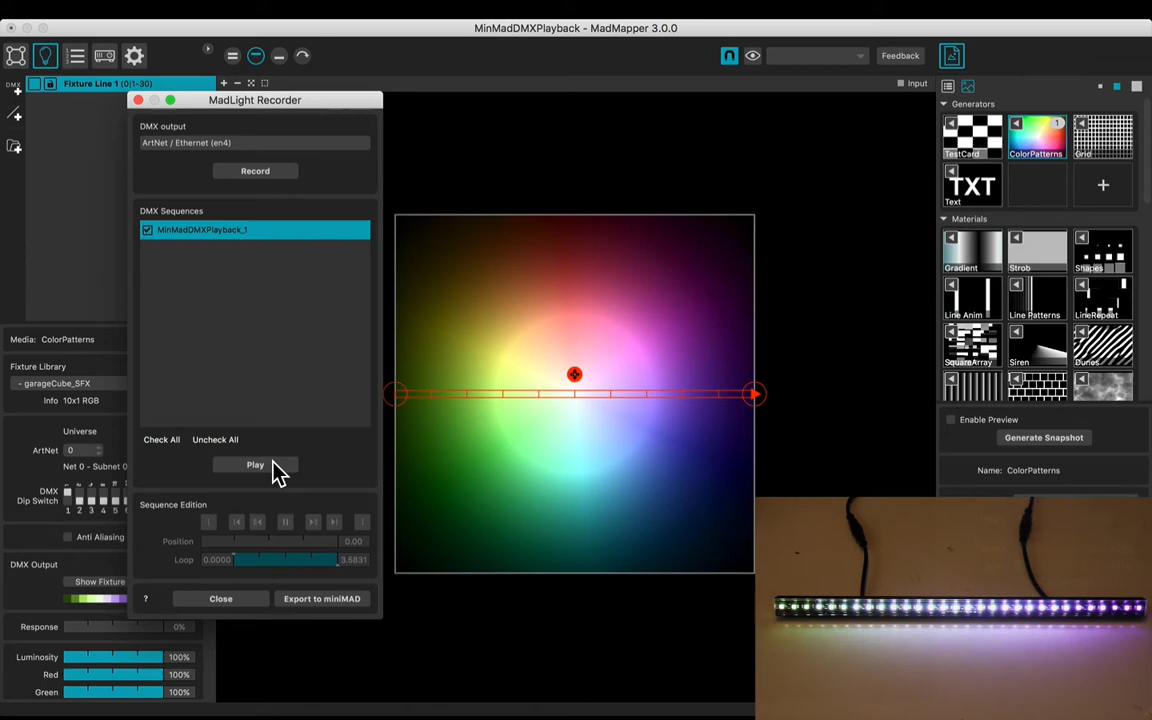 MinMadDMXPlayback - MadMapper 3.0.0
Feedback
DMX
Fixture Line 1 (0|1-30)
Input
MadLight Recorder
DMX output
ArtNet / Ethernet (en4)
Record
DMX Sequences
MinMadDMXPlayback_1
Check All
Uncheck All
Play
Sequence Edition
Position
0.00
Loop
0.0000
3.5831
?
Close
Export to miniMAD
Media: ColorPatterns
Fixture Library
- garageCube_SFX
Info 10x1 RGB
Universe
ArtNet 0
Net 0 - Subnet 0
DMX
Dip Switch
1 2 3 4 5
Anti Aliasing
DMX Output
Show Fixture
Response
0%
Luminosity
100%
Red
100%
Green
100%
Generators
TestCard
ColorPatterns
1
Grid
TXT
Text
+
Materials
Gradient
Strob
Shapes
Line Anim
Line Patterns
LineRepeat
SquareArray
Siren
Dunes
Enable Preview
Generate Snapshot
Name: ColorPatterns